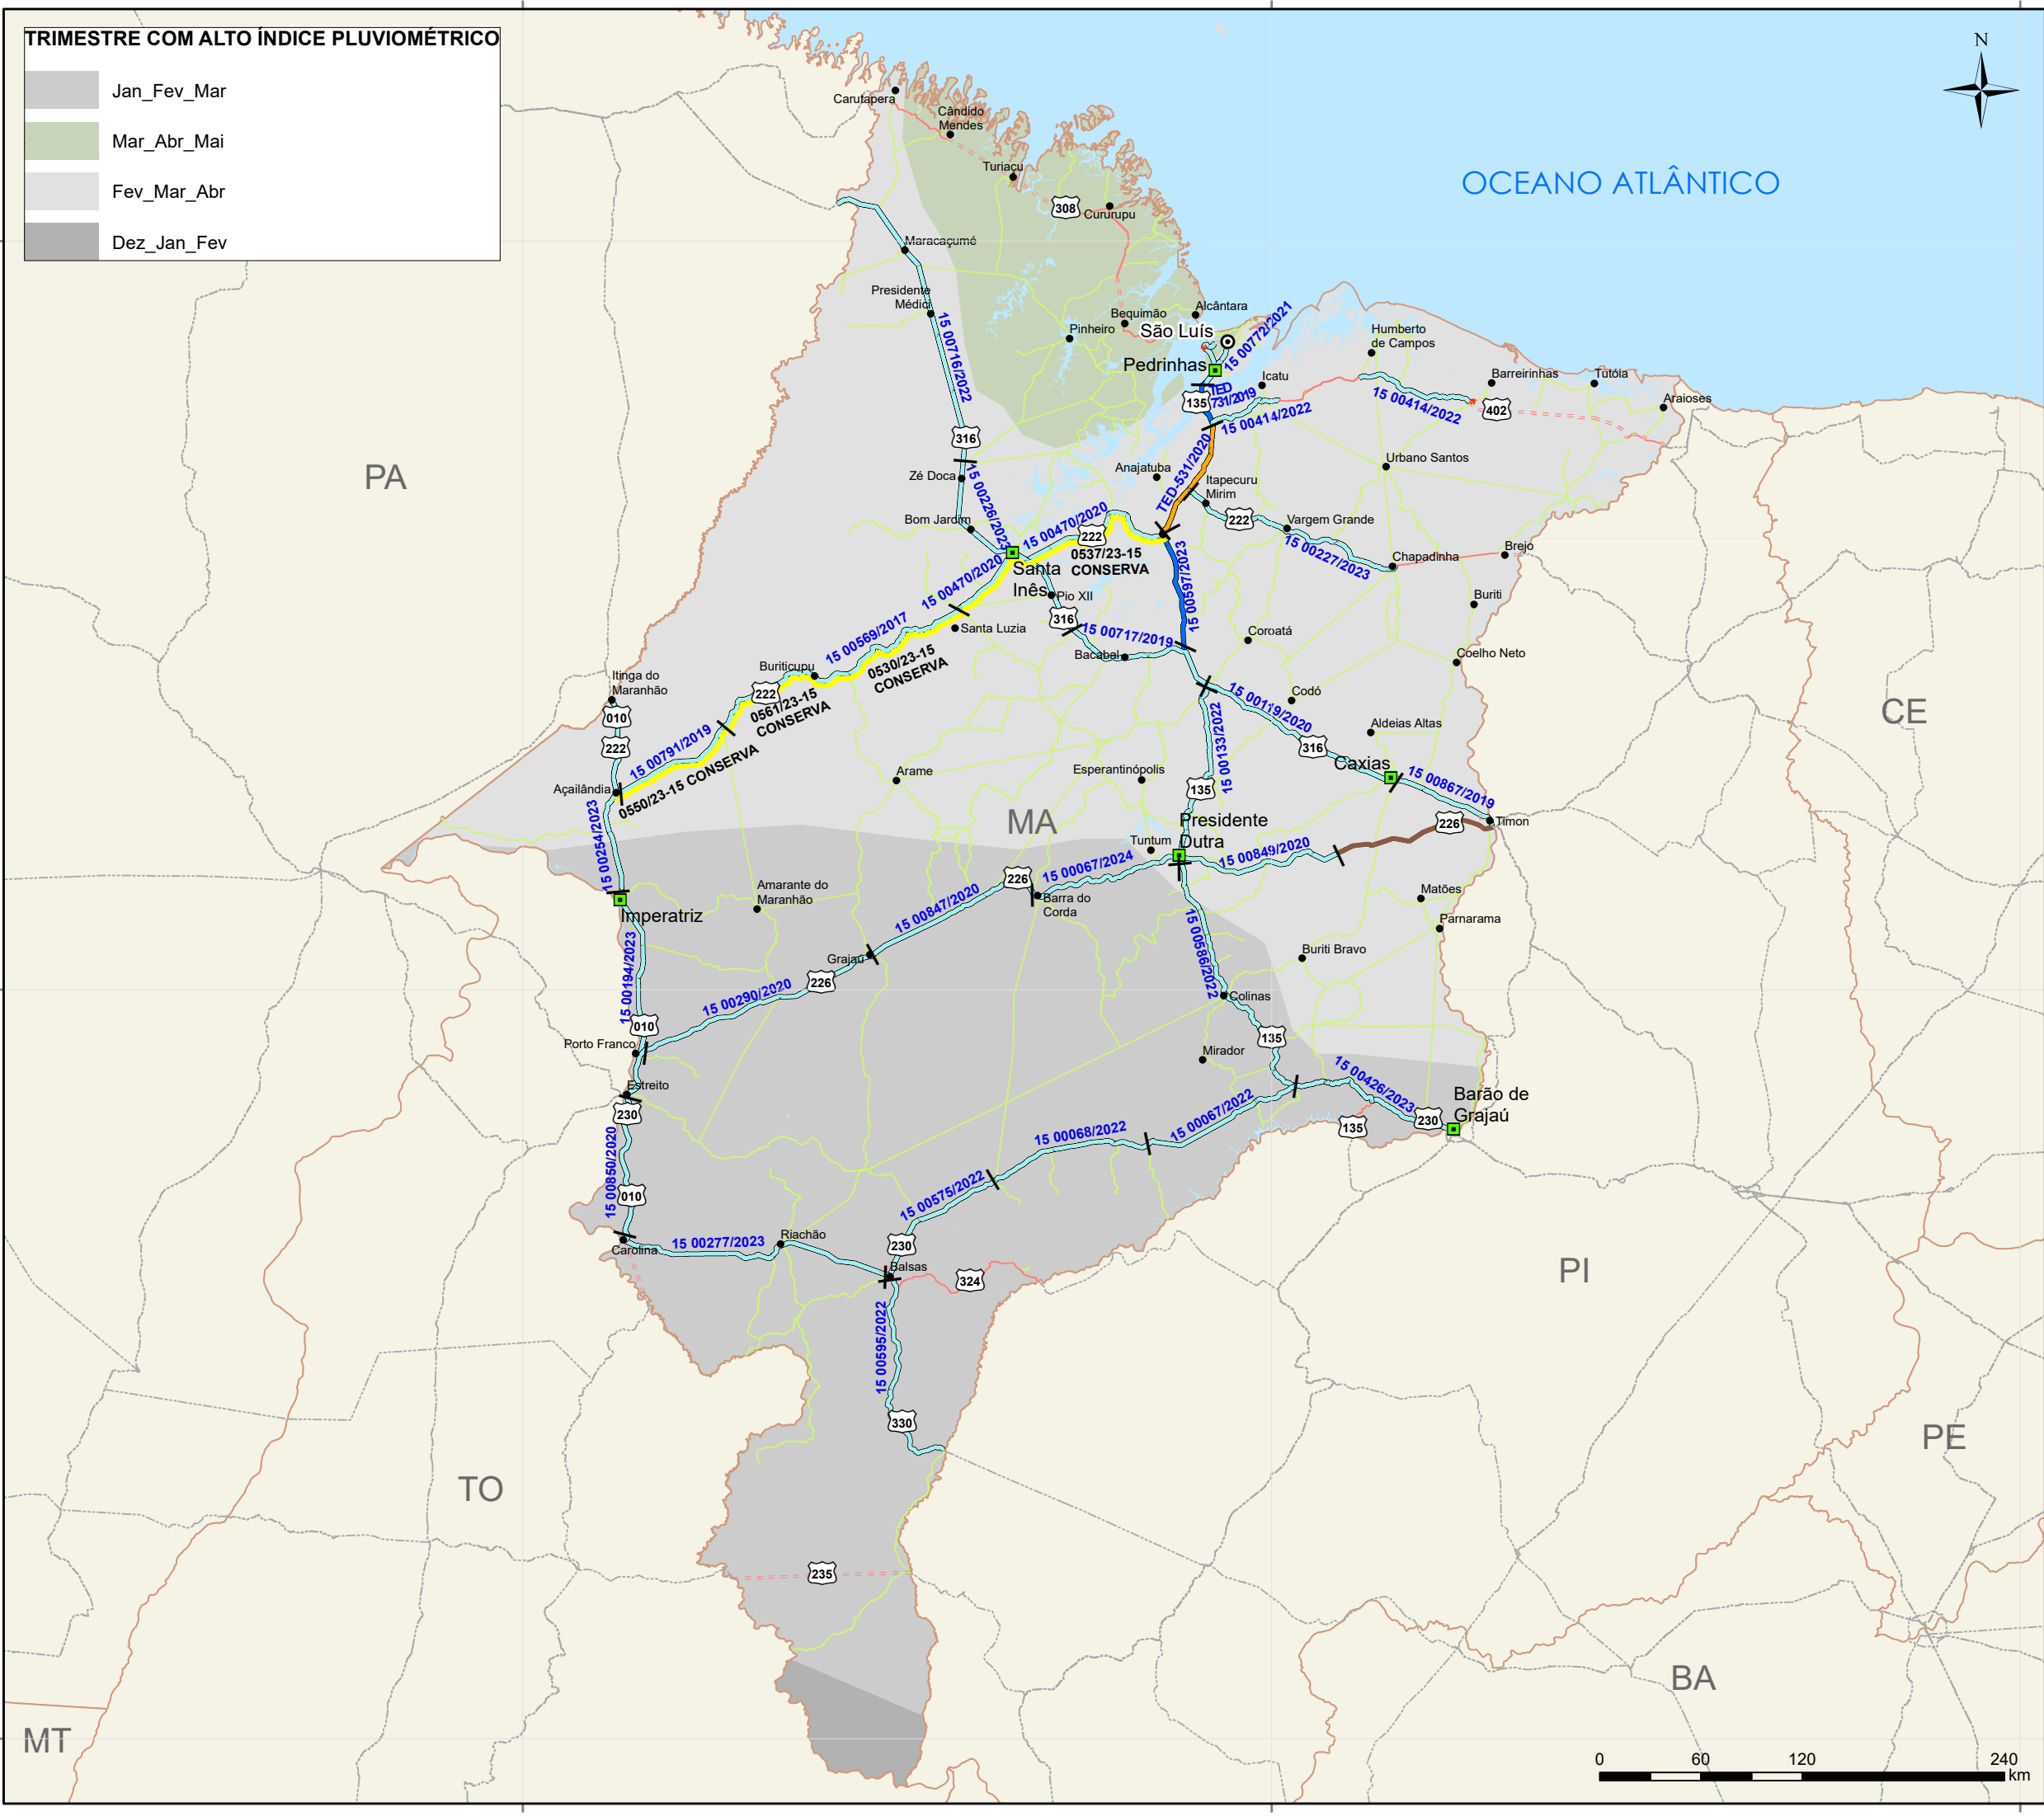 TRIMESTRE COM ALTO ÍNDICE PLUVIOMÉTRICO
Jan_Fev_Mar
Mar_Abr_Mai
Fev_Mar_Abr
Dez_Jan_Fev
N
OCEANO ATLÂNTICO
Carutapera
Cândido
Mendes
Turiaçu
308
Cururupu
Maracaçumé
Presidente
Médici
15 00716/2022
Bequimão
Alcântara
Pinheiro
São Luís
15 00772/2021
Pedrinhas
TED
731/2019
135
Icatu
15 00414/2022
Humberto
de Campos
Barreirinhas
Tutóia
Araioses
15 00414/2022
402
PA
316
Zé Doca
15 00226/2023
Bom Jardim
Anajatuba
TED-531/2020
Itapecuru
Mirim
Urbano Santos
222
Vargem Grande
15 00227/2023
Chapadinha
Brejo
15 00470/2020
222
0537/23-15
CONSERVA
Santa
Inês
15 00470/2020
Pio XII
316
15 00597/2023
Buriti
15 00569/2017
Santa Luzia
15 00717/2019
Bacabal
Coroatá
Coelho Neto
Buriticupu
0530/23-15
CONSERVA
Itinga do
Maranhão
010
222
222
0561/23-15
CONSERVA
15 00791/2019
0550/23-15 CONSERVA
Açailândia
Codó
15 00119/2020
Aldeias Altas
316
CE
15 00133/2022
Caxias
15 00867/2019
Arame
Esperantinópolis
135
MA
Presidente
Dutra
Tuntum
226
Timon
15 00254/2023
15 00067/2024
15 00849/2020
226
Amarante do
Maranhão
Barra do
Corda
Matões
Imperatriz
15 00847/2020
Parnarama
15 00194/2023
Grajaú
15 00586/2022
Buriti Bravo
226
15 00290/2020
Colinas
010
Porto Franco
135
Mirador
Estreito
230
15 00426/2023
Barão de
Grajaú
230
135
15 00067/2022
15 00068/2022
15 00850/2020
010
15 00575/2022
Carolina
15 00277/2023
Riachão
230
Balsas
324
PI
15 00595/2022
330
PE
TO
235
BA
MT
0
60
120
240
km